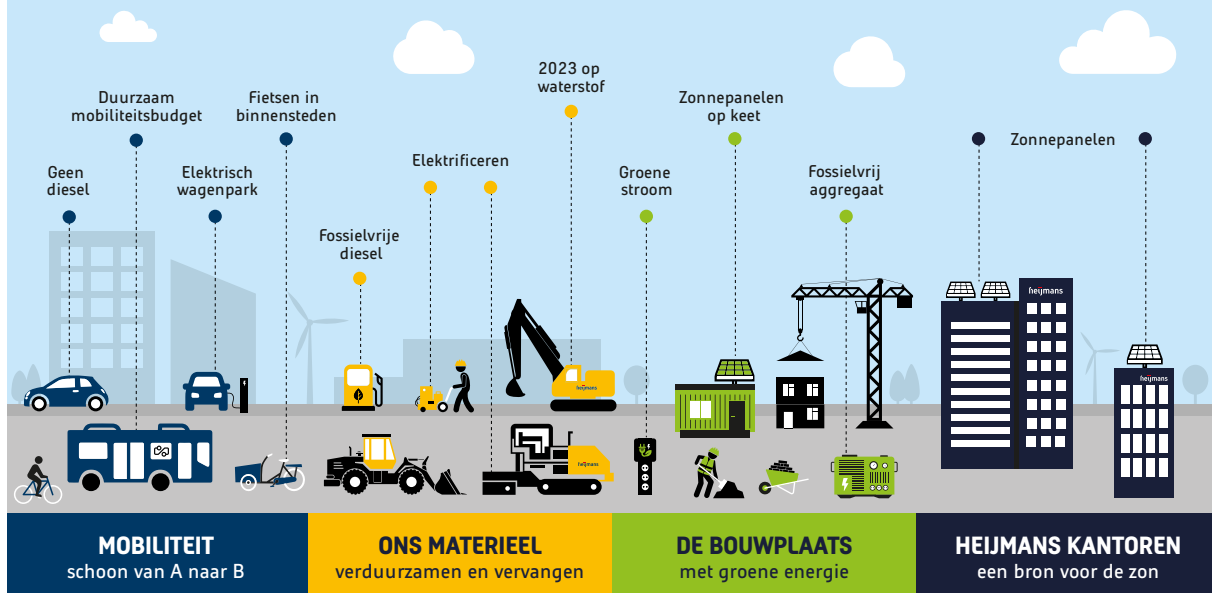 Duurzaam
mobiliteitsbudget
Fietsen in
binnensteden
Geen
diesel
Elektrisch
wagenpark
2023 op
waterstof
Elektrificeren
Fossielvrije
diesel
Zonnepanelen
op keet
Groene
stroom
Fossielvrij
aggregaat
Zonnepanelen
heijmans
heijmans
heijmans
heijmans
MOBILITEIT
schoon van A naar B
ONS MATERIEEL
verduurzamen en vervangen
DE BOUWPLAATS
met groene energie
HEIJMANS KANTOREN
een bron voor de zon